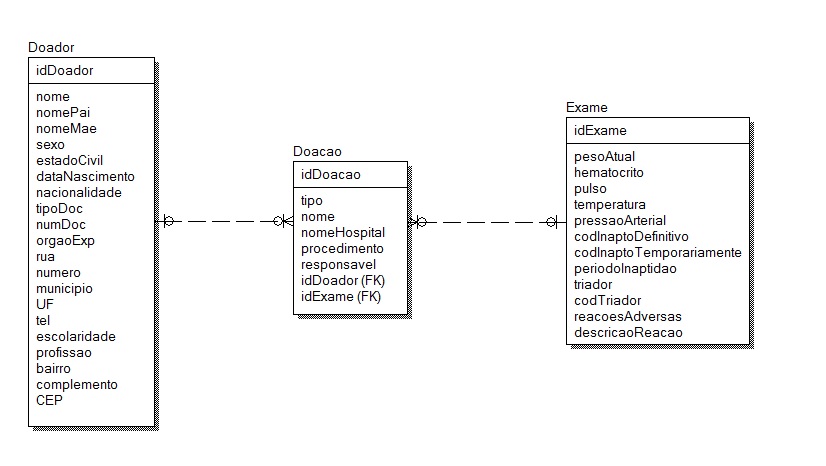 Doador
idDoador
nome
nomePai
nomeMae
sexo
estadoCivil
dataNascimento
nacionalidade
tipoDoc
numDoc
orgaoExp
rua
numero
municipio
UF
tel
escolaridade
profissao
bairro
complemento
CEP
Doacao
idDoacao
tipo
nome
nomeHospital
procedimento
responsavel
idDoador (FK)
idExame (FK)
Exame
idExame
pesoAtual
hematocrito
pulso
temperatura
pressaoArterial
codInaptoDefinitivo
codInaptoTemporariamente
periodoInaptidao
triador
codTriador
reacoesAdversas
descricaoReacao